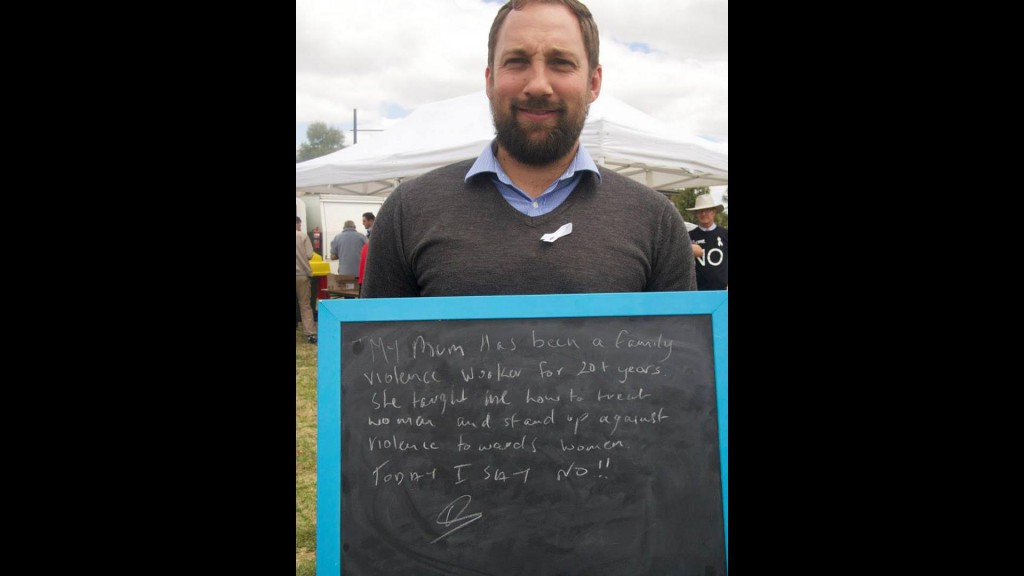 NO
My Mum Has been a family
violence worker for 20+ years
She taught me how to treat
woman and stand up against
violence towards women.
TODAY I SAY NO!!